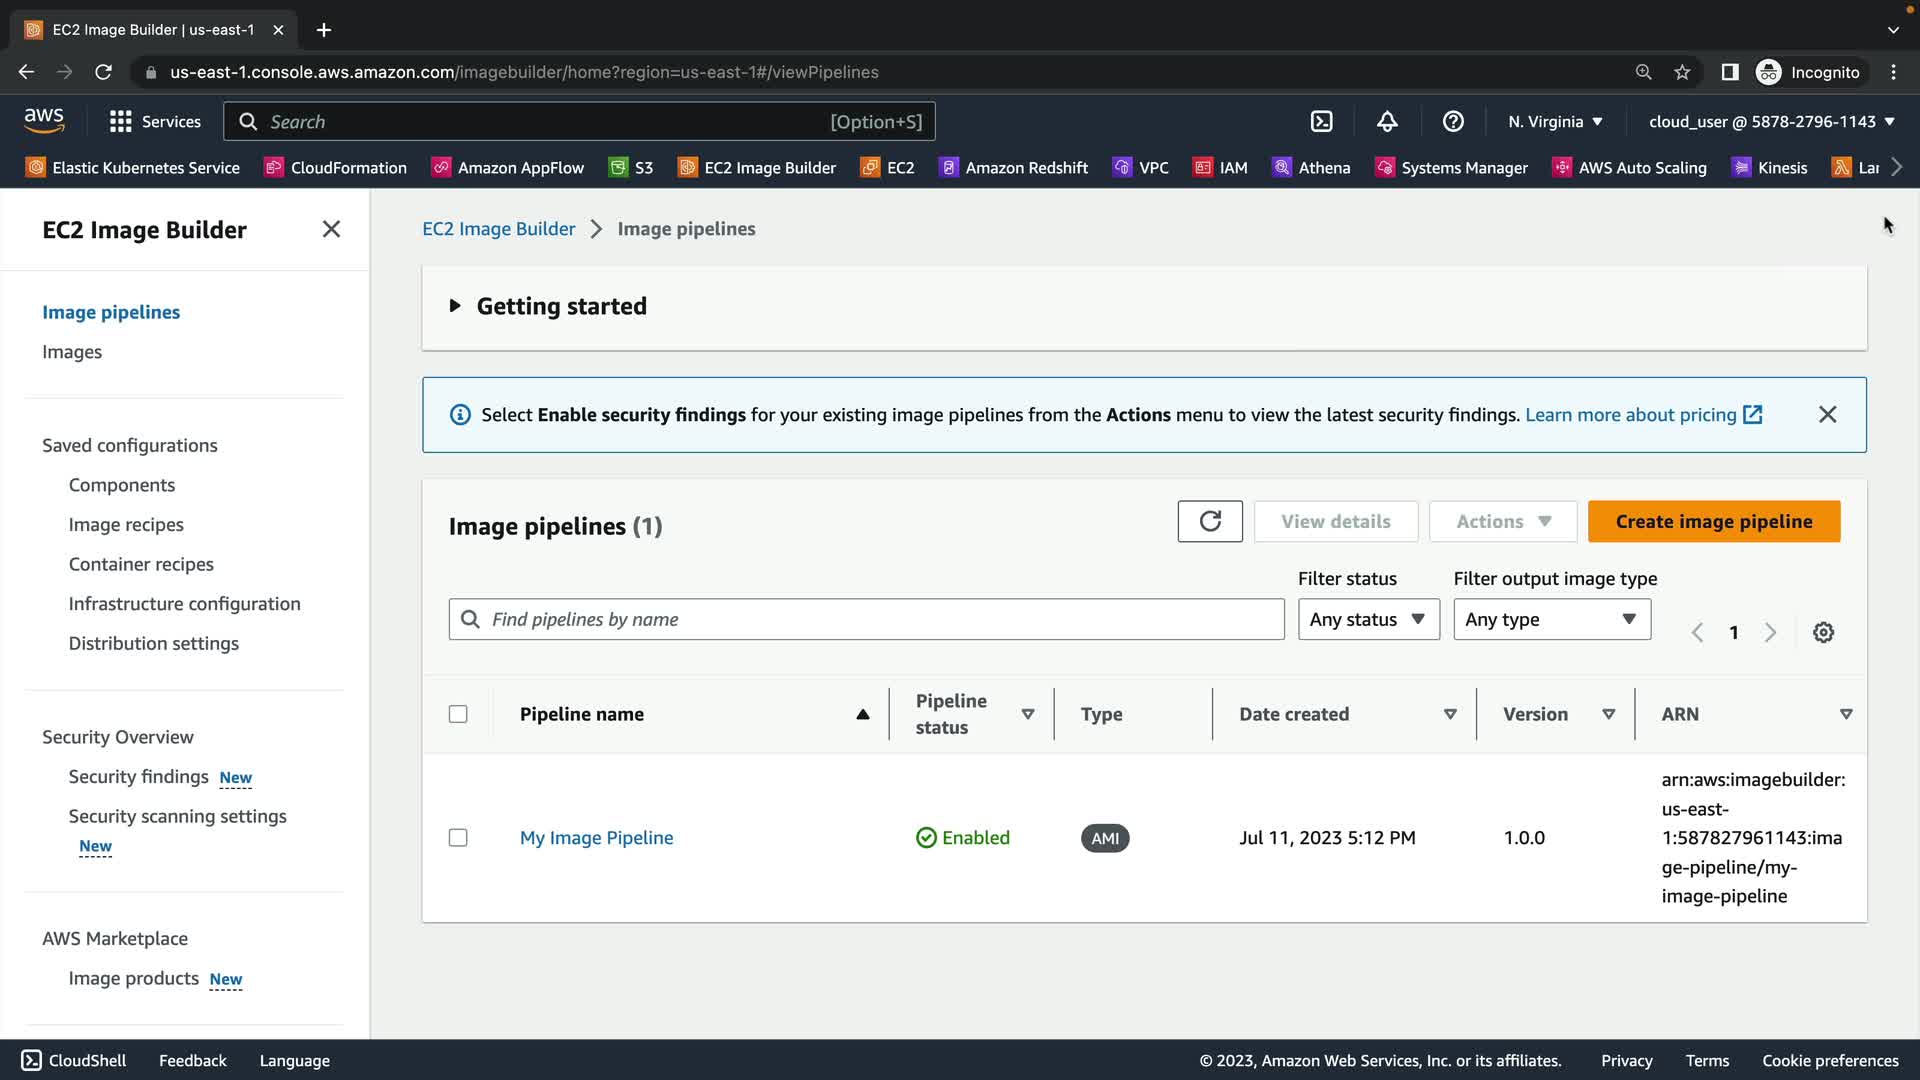 EC2 Image Builder | us-east-1
us-east-1.console.aws.amazon.com/imagebuilder/home?region=us-east-1#/viewPipelines
Incognito
aws
Services
Search
[Option+S]
N. Virginia
cloud_user @ 5878-2796-1143
Elastic Kubernetes Service
CloudFormation
Amazon AppFlow
S3
EC2 Image Builder
EC2
Amazon Redshift
VPC
IAM
Athena
Systems Manager
AWS Auto Scaling
Kinesis
Lar
EC2 Image Builder
Image pipelines
Images
Saved configurations
Components
Image recipes
Container recipes
Infrastructure configuration
Distribution settings
Security Overview
Security findings New
Security scanning settings
New
AWS Marketplace
Image products New
EC2 Image Builder
Image pipelines
Getting started
Select Enable security findings for your existing image pipelines from the Actions menu to view the latest security findings. Learn more about pricing
Image pipelines (1)
View details
Actions
Create image pipeline
Filter status
Filter output image type
Find pipelines by name
Any status
Any type
1
Pipeline name
Pipeline
status
Type
Date created
Version
ARN
My Image Pipeline
Enabled
AMI
Jul 11, 2023 5:12 PM
1.0.0
arn:aws:imagebuilder:
us-east-
1:587827961143:ima
ge-pipeline/my-
image-pipeline
CloudShell
Feedback
Language
© 2023, Amazon Web Services, Inc. or its affiliates.
Privacy
Terms
Cookie preferences